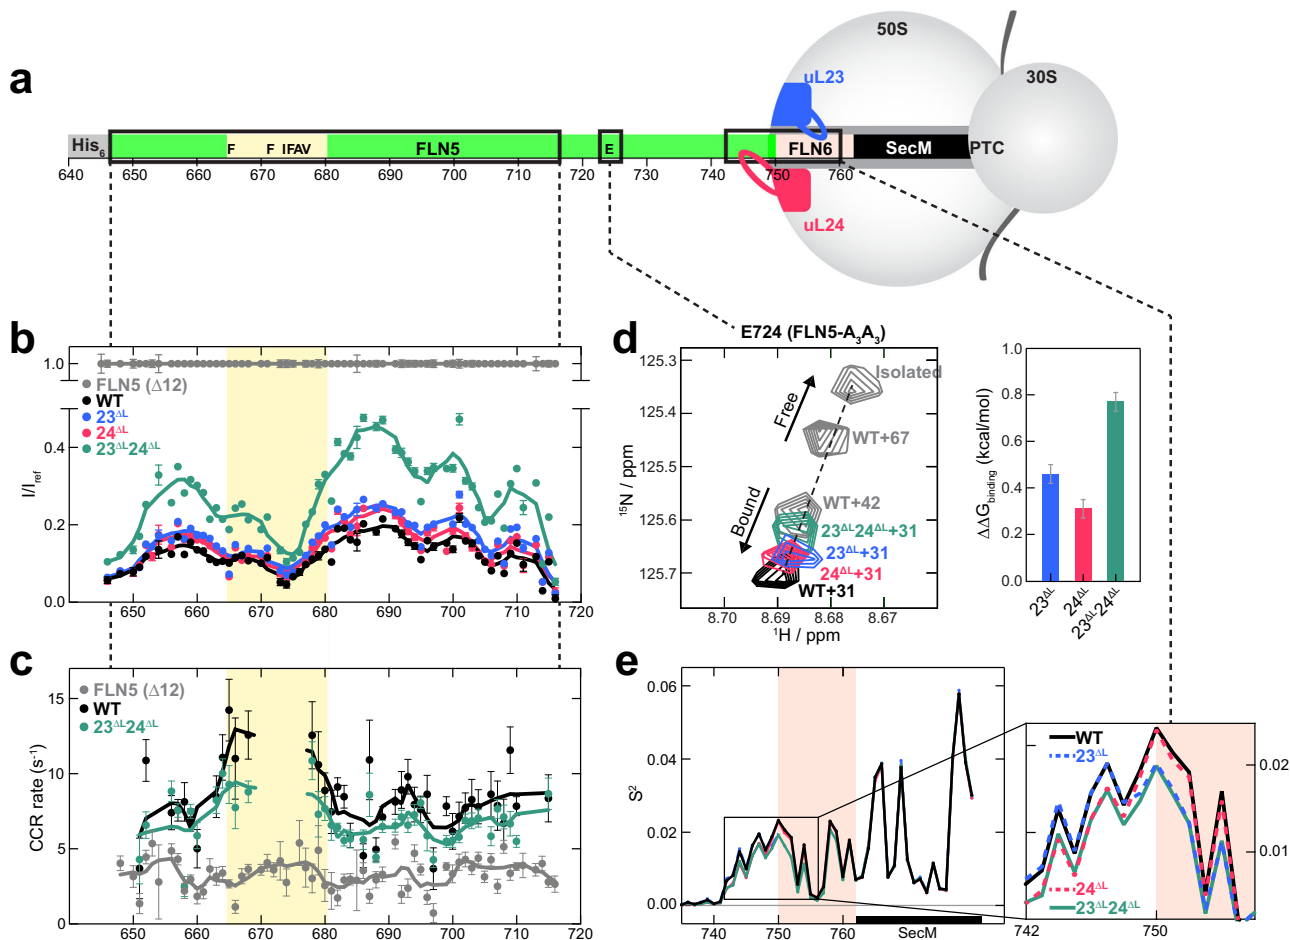 a
50S
30S
uL23
His6
F
F IFAV
FLN5
E
FLN6
SecM
PTC
640 650 660 670 680 690 700 710 720 730 740 750 760
uL24
b
1.0
0.4
0.2
0.0
I/Iref
FLN5 (Δ12)
WT
23ΔL
24ΔL
23ΔL24ΔL
650 660 670 680 690 700 710 720
c
15
10
5
0
CCR rate (s-1)
FLN5 (Δ12)
WT
23ΔL24ΔL
650 660 670 680 690 700 710 720
d
E724 (FLN5-A3A3)
125.3
125.4
125.5
125.6
125.7
15N / ppm
Isolated
Free
WT+67
Bound
WT+42
23ΔL24ΔL+31
23ΔL+31
24ΔL+31
WT+31
8.70 8.69 8.68 8.67
1H / ppm
1.0
0.8
0.6
0.4
0.2
0.0
ΔΔGbinding (kcal/mol)
23ΔL
24ΔL
23ΔL24ΔL
e
0.06
0.04
0.02
0.00
S2
740 750 760
SecM
WT
23ΔL
24ΔL
23ΔL24ΔL
0.02
0.01
742 750